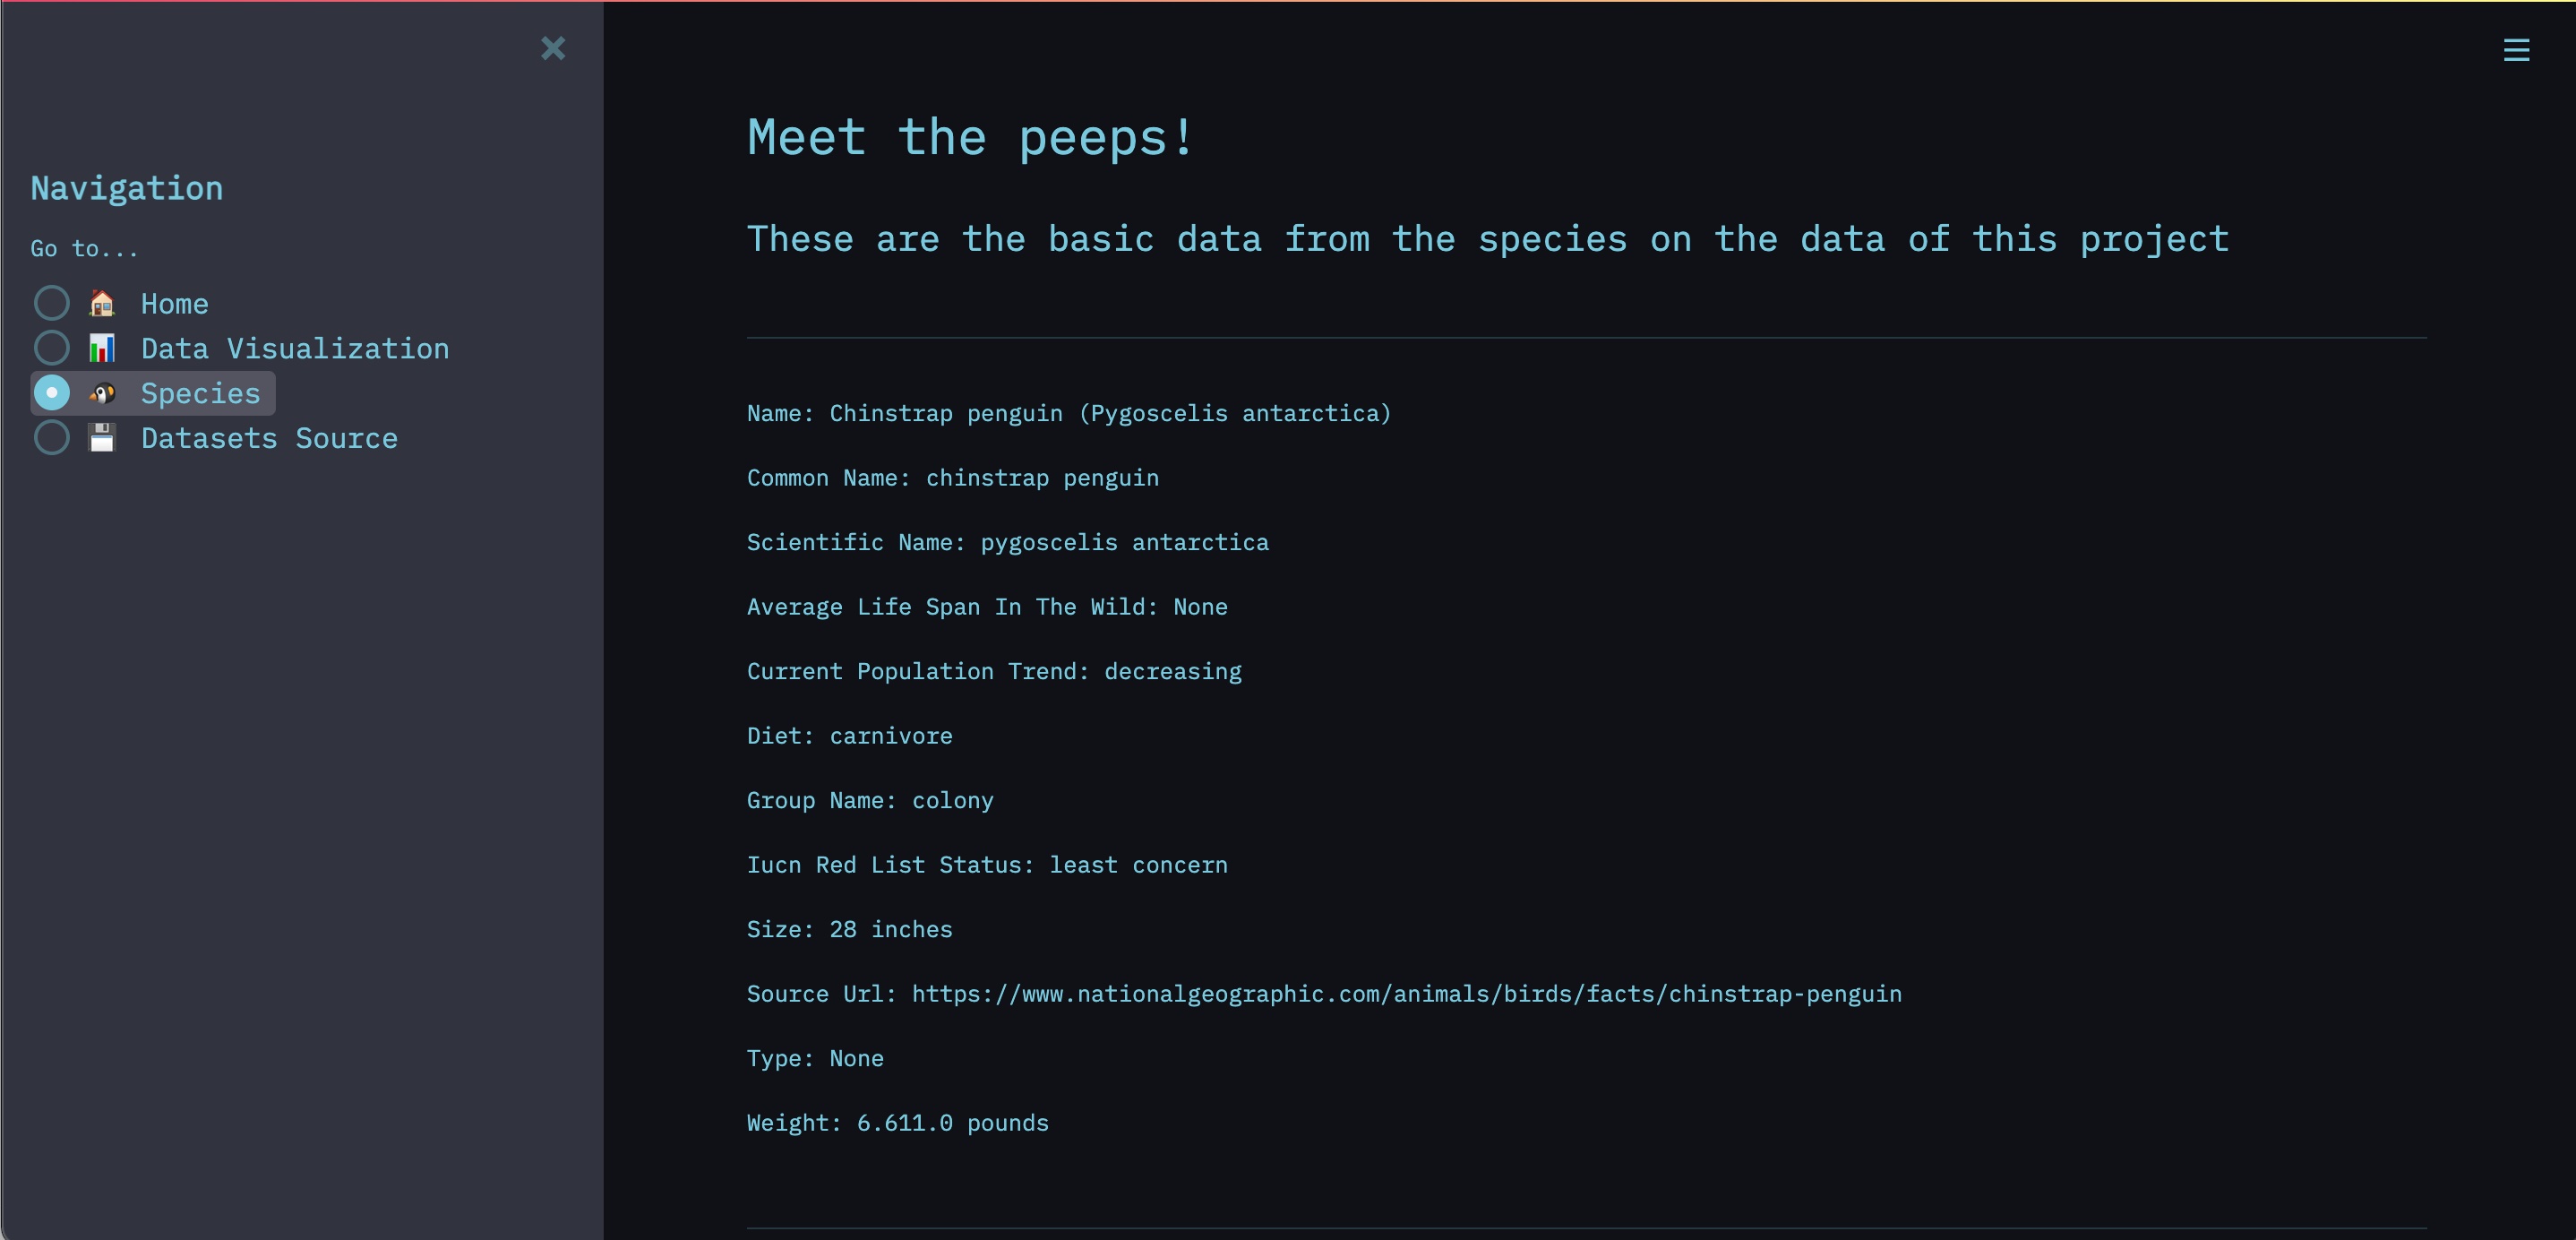 Navigation
Go to...
Home
Data Visualization
Species
Datasets Source
Meet the peeps!
These are the basic data from the species on the data of this project
Name: Chinstrap penguin (Pygoscelis antarctica)
Common Name: chinstrap penguin
Scientific Name: pygoscelis antarctica
Average Life Span In The Wild: None
Current Population Trend: decreasing
Diet: carnivore
Group Name: colony
Iucn Red List Status: least concern
Size: 28 inches
Source Url: https://www.nationalgeographic.com/animals/birds/facts/chinstrap-penguin
Type: None
Weight: 6.611.0 pounds